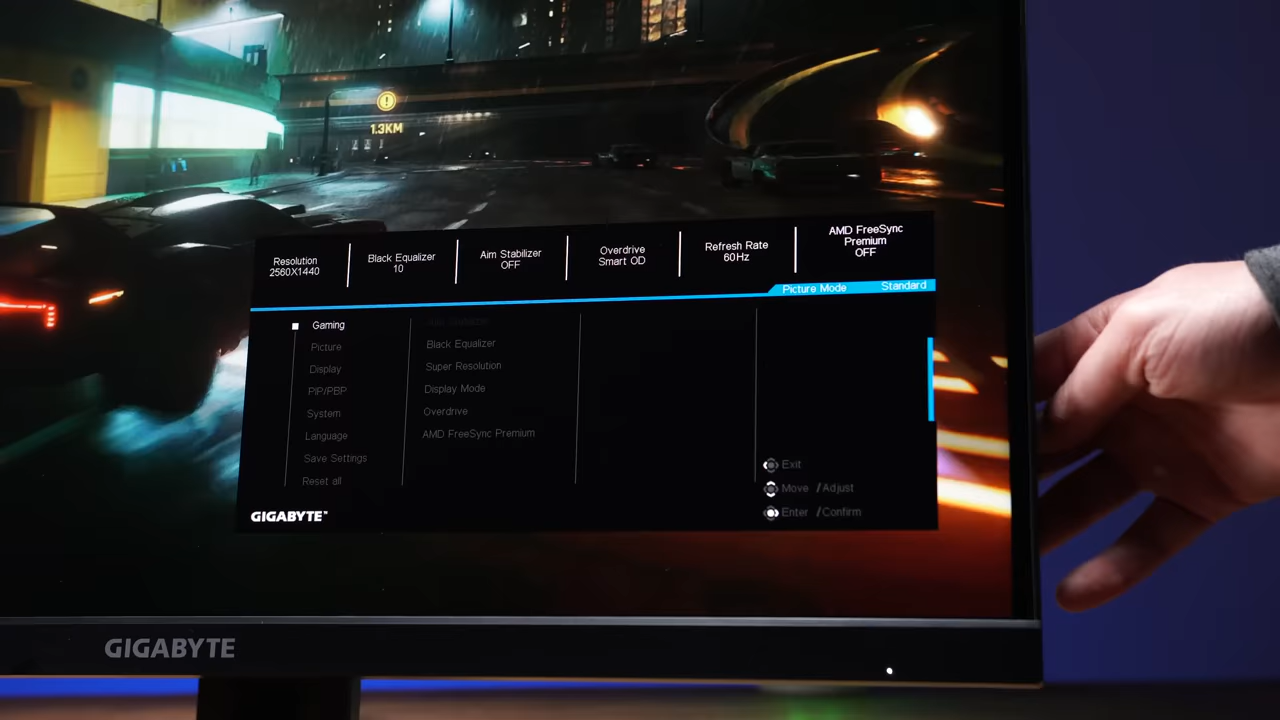 1.3KM
Resolution
2560X1440
Black Equalizer
10
Aim Stabilizer
OFF
Overdrive
Smart OD
Refresh Rate
60Hz
AMD FreeSync
Premium
OFF
Picture Mode Standard
Gaming
Picture
Display
PIP/PBP
System
Language
Save Settings
Reset all
Black Equalizer
Super Resolution
Display Mode
Overdrive
AMD FreeSync Premium
Exit
Move /Adjust
Enter /Confirm
GIGABYTE™
GIGABYTE